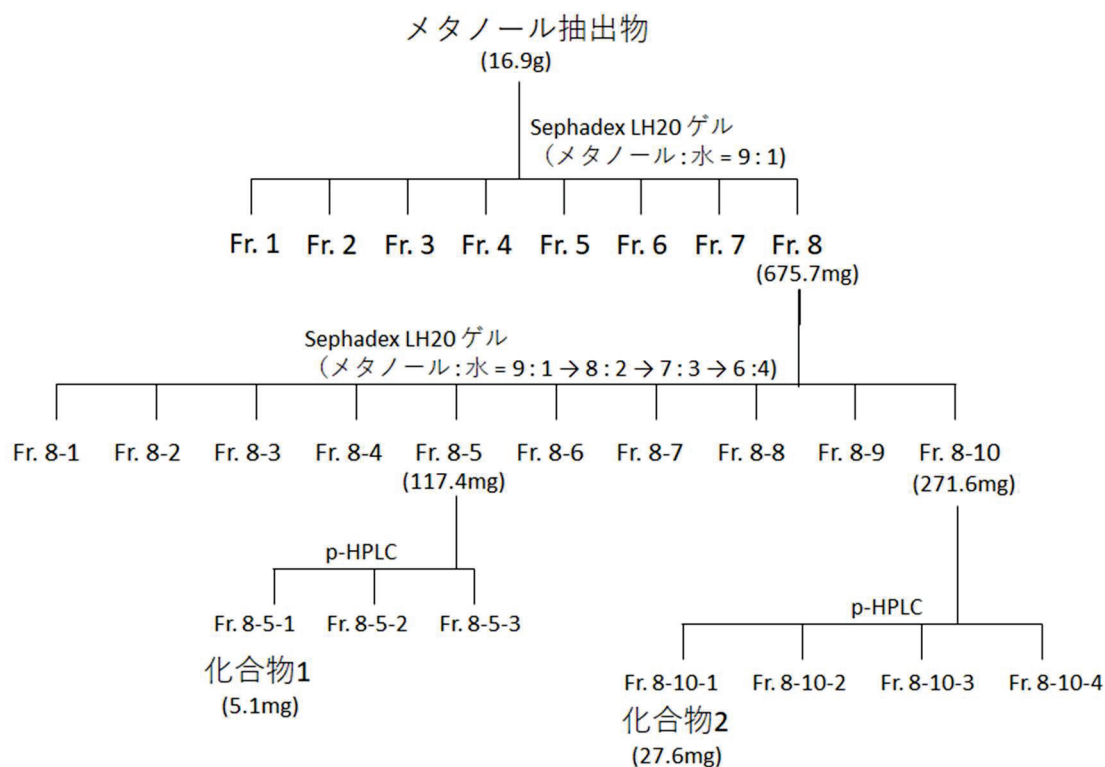 メタノール抽出物
(16.9g)
Sephadex LH20 ゲル
（メタノール : 水 = 9 : 1)
Fr. 1 Fr. 2 Fr. 3 Fr. 4 Fr. 5 Fr. 6 Fr. 7 Fr. 8
(675.7mg)
Sephadex LH20 ゲル
（メタノール : 水 = 9 : 1 → 8 : 2 → 7 : 3 → 6 :4)
Fr. 8-1 Fr. 8-2 Fr. 8-3 Fr. 8-4 Fr. 8-5 Fr. 8-6 Fr. 8-7 Fr. 8-8 Fr. 8-9 Fr. 8-10
(117.4mg) (271.6mg)
p-HPLC
Fr. 8-5-1 Fr. 8-5-2 Fr. 8-5-3
化合物1
(5.1mg)
p-HPLC
Fr. 8-10-1 Fr. 8-10-2 Fr. 8-10-3 Fr. 8-10-4
化合物2
(27.6mg)